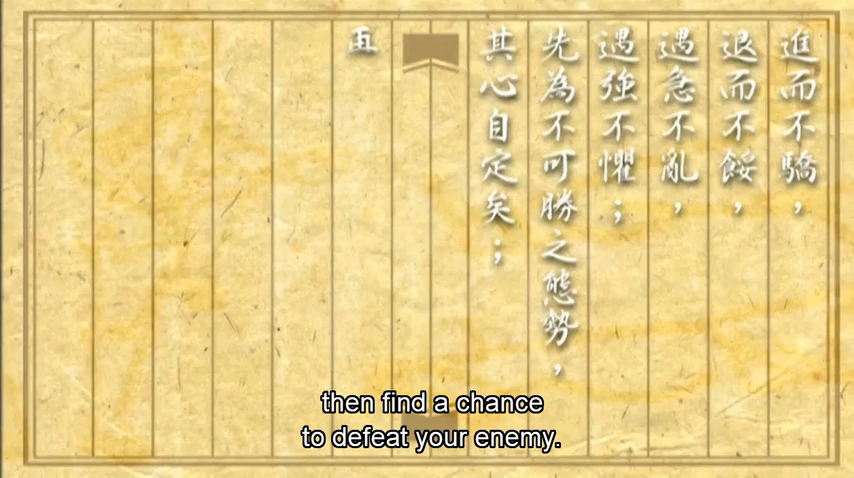 進而不驕，
退而不餒，
遇急不亂，
遇強不懼；
先為不可勝之態勢，
其心自定矣；
再
then find a chance
to defeat your enemy.